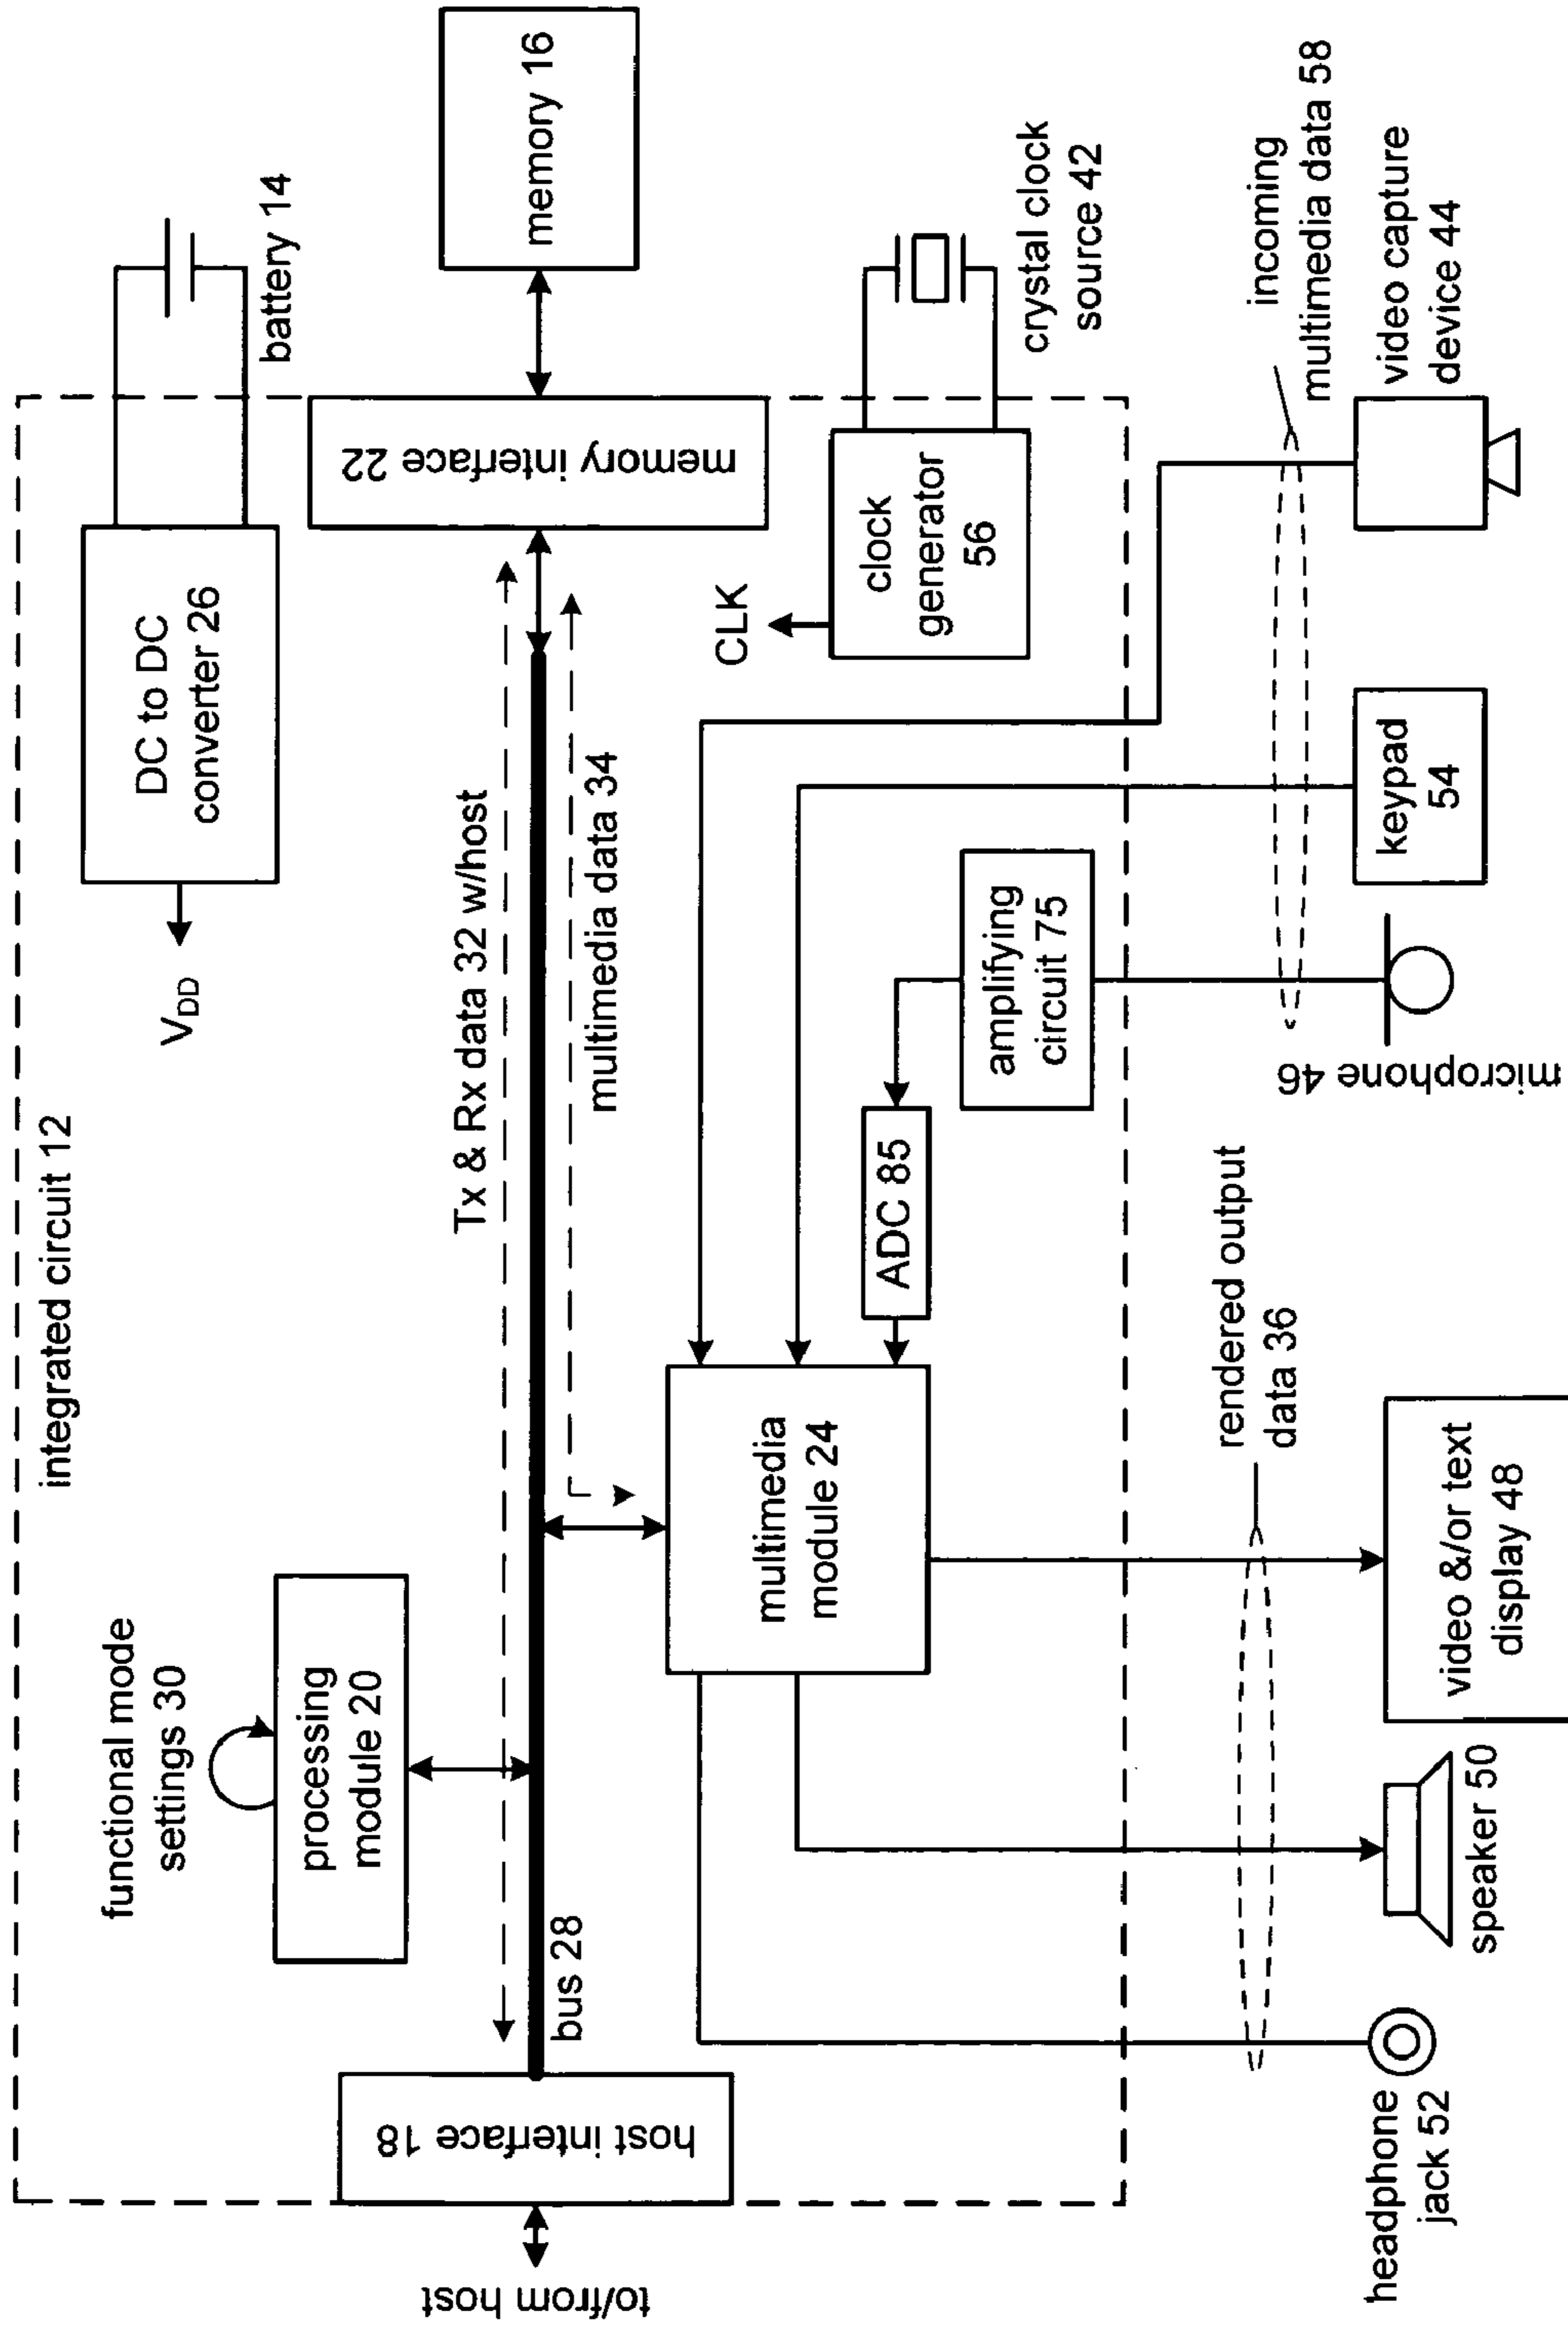 integrated circuit 12
DC to DC
converter 26
V_DD
battery 14
functional mode
settings 30
processing
module 20
Tx & Rx data 32 w/host
multimedia data 34
bus 28
host interface 18
to/from host
memory interface 22
memory 16
CLK
clock
generator
56
crystal clock
source 42
multimedia
module 24
ADC 85
amplifying
circuit 75
rendered output
data 36
incoming
multimedia data 58
headphone
jack 52
speaker 50
video &/or text
display 48
microphone 46
keypad
54
video capture
device 44